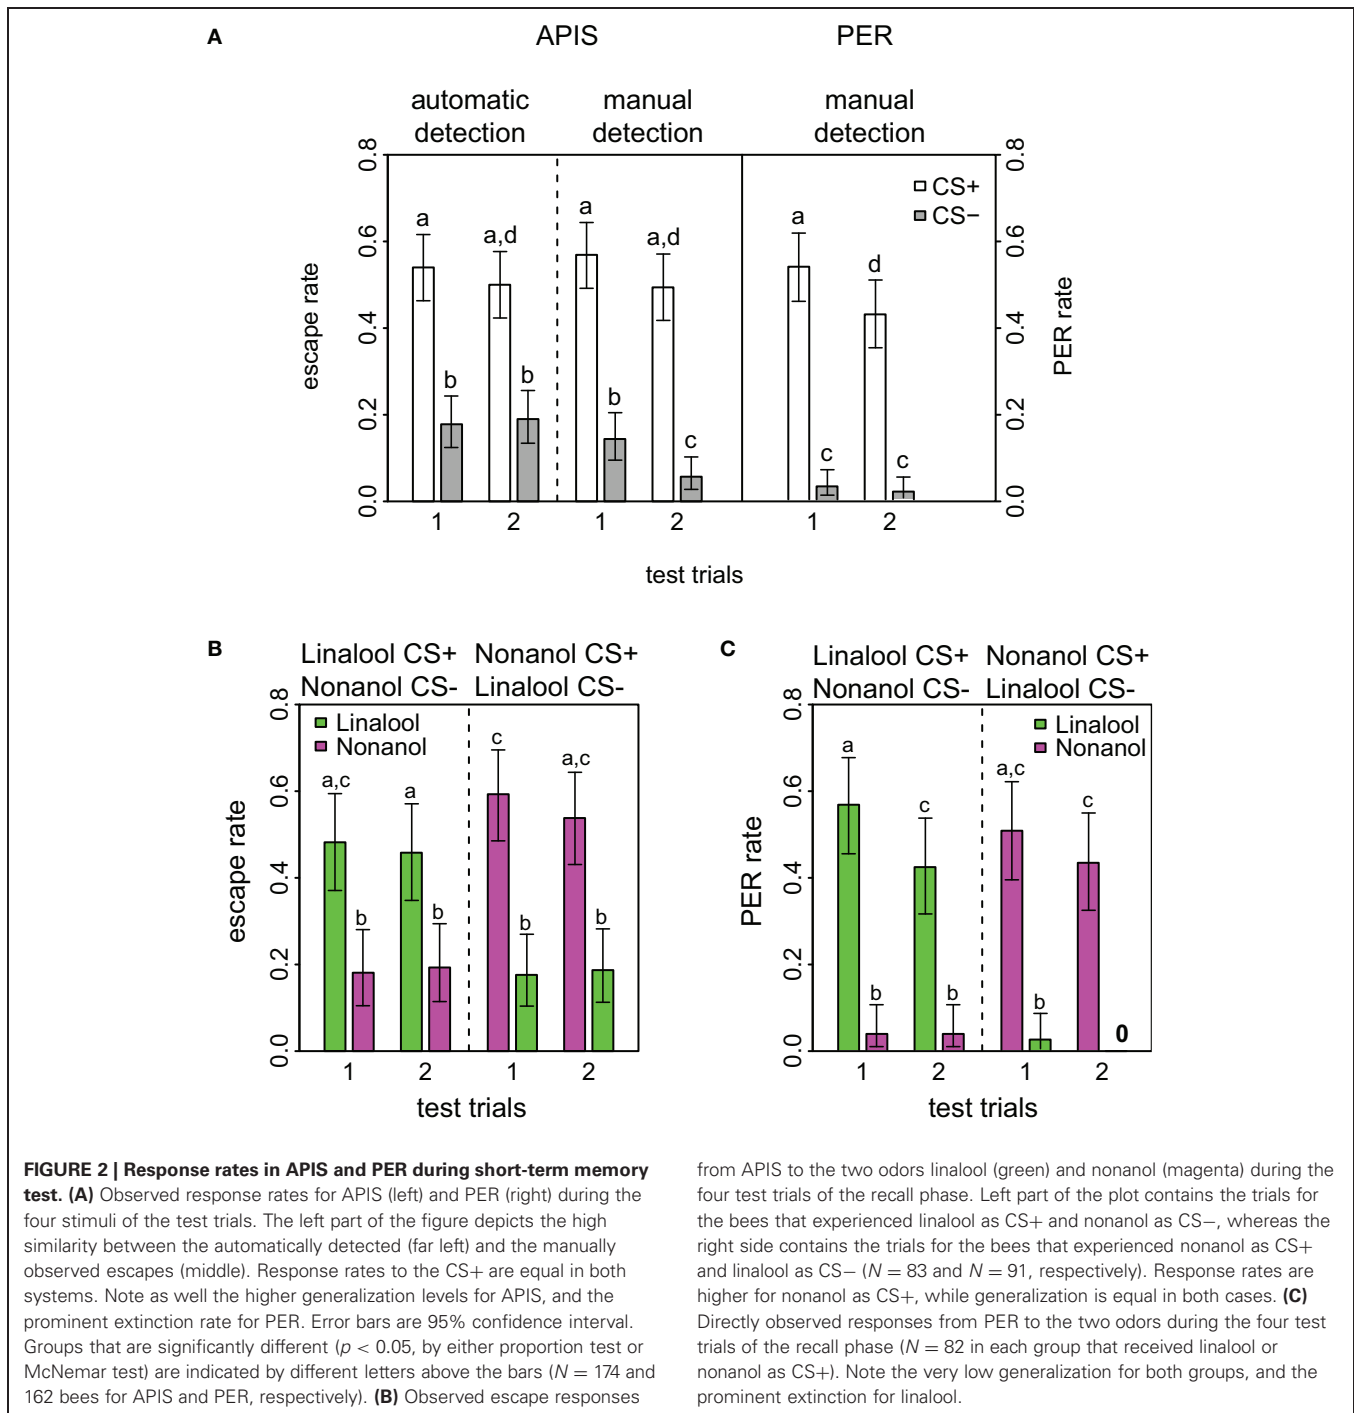 A
APIS
PER
automatic
detection
manual
detection
manual
detection
0.8
0.6
0.4
0.2
0.0
escape rate
CS+
CS−
a
b
a,d
b
a
b
a,d
c
a
c
d
c
0.8
0.6
0.4
0.2
0.0
PER rate
1 2 1 2 1 2
test trials
B
Linalool CS+
Nonanol CS-
Nonanol CS+
Linalool CS-
0.8
0.6
0.4
0.2
0.0
escape rate
Linalool
Nonanol
a,c
b
a
b
c
b
a,c
b
1 2 1 2
test trials
C
Linalool CS+
Nonanol CS-
Nonanol CS+
Linalool CS-
0.8
0.6
0.4
0.2
0.0
PER rate
Linalool
Nonanol
a
b
c
b
a,c
b
c
0
1 2 1 2
test trials
FIGURE 2 | Response rates in APIS and PER during short-term memory
test. (A) Observed response rates for APIS (left) and PER (right) during the
four stimuli of the test trials. The left part of the figure depicts the high
similarity between the automatically detected (far left) and the manually
observed escapes (middle). Response rates to the CS+ are equal in both
systems. Note as well the higher generalization levels for APIS, and the
prominent extinction rate for PER. Error bars are 95% confidence interval.
Groups that are significantly different (p < 0.05, by either proportion test or
McNemar test) are indicated by different letters above the bars (N = 174 and
162 bees for APIS and PER, respectively). (B) Observed escape responses
from APIS to the two odors linalool (green) and nonanol (magenta) during the
four test trials of the recall phase. Left part of the plot contains the trials for
the bees that experienced linalool as CS+ and nonanol as CS−, whereas the
right side contains the trials for the bees that experienced nonanol as CS+
and linalool as CS− (N = 83 and N = 91, respectively). Response rates are
higher for nonanol as CS+, while generalization is equal in both cases. (C)
Directly observed responses from PER to the two odors during the four test
trials of the recall phase (N = 82 in each group that received linalool or
nonanol as CS+). Note the very low generalization for both groups, and the
prominent extinction for linalool.